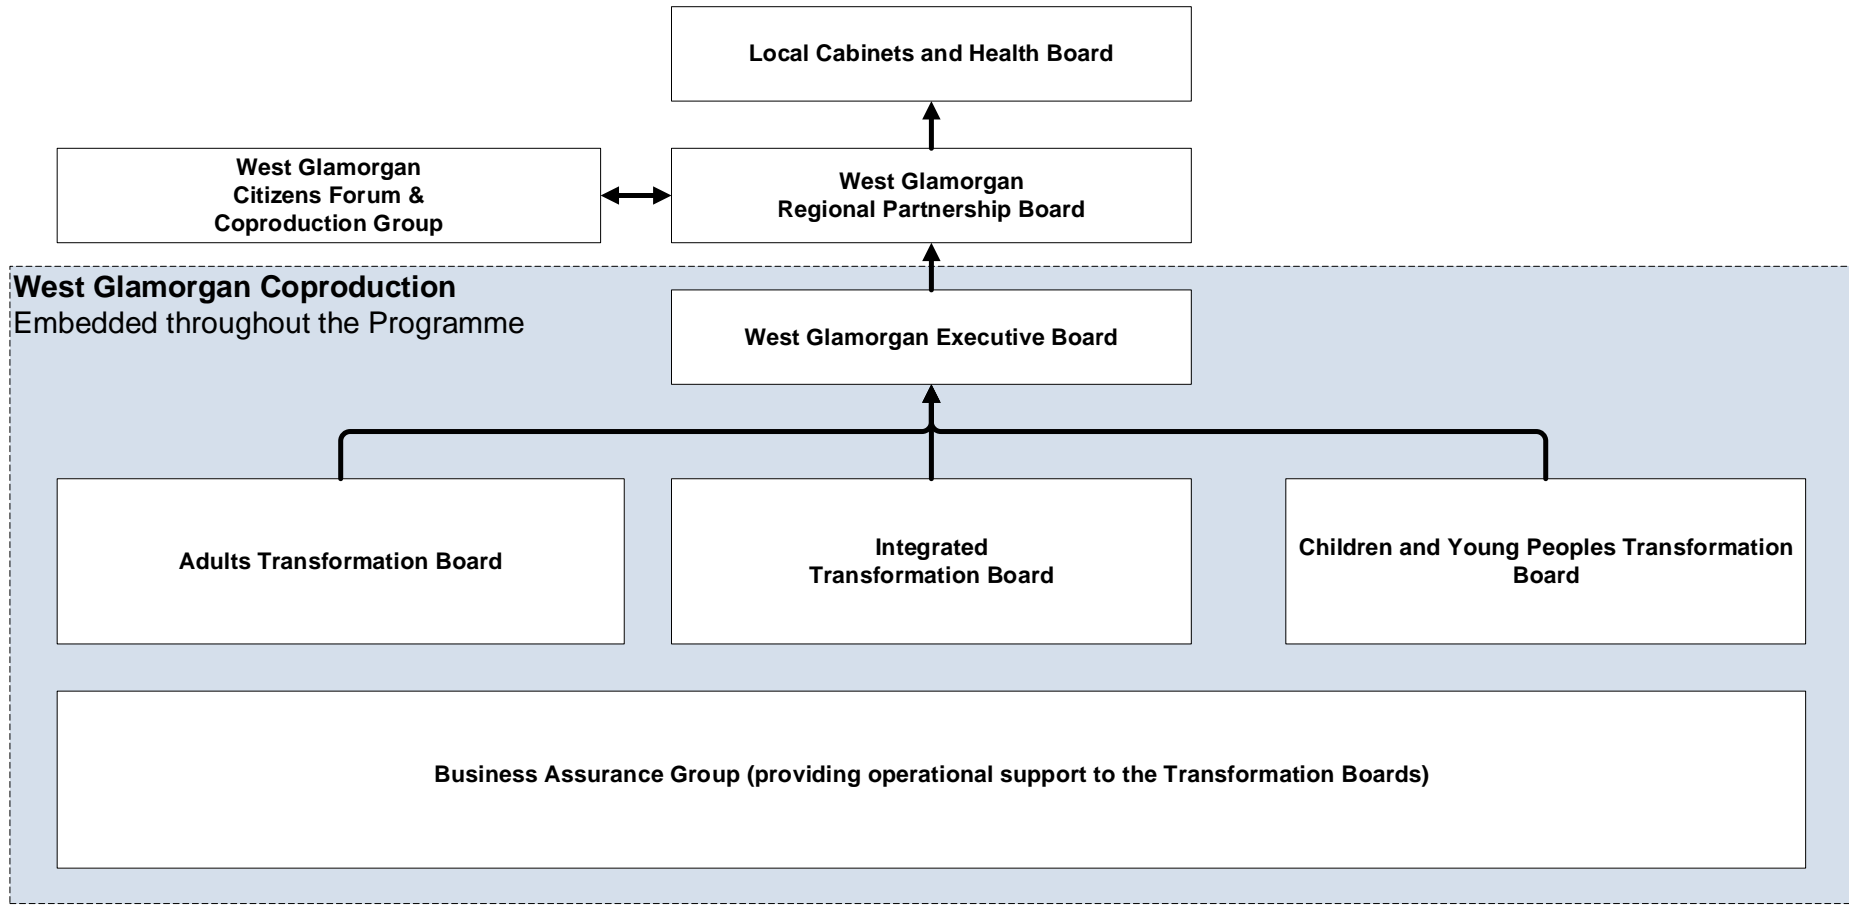 Local Cabinets and Health Board
West Glamorgan
Citizens Forum &
Coproduction Group
West Glamorgan
Regional Partnership Board
West Glamorgan Coproduction
Embedded throughout the Programme
West Glamorgan Executive Board
Adults Transformation Board
Integrated
Transformation Board
Children and Young Peoples Transformation
Board
Business Assurance Group (providing operational support to the Transformation Boards)